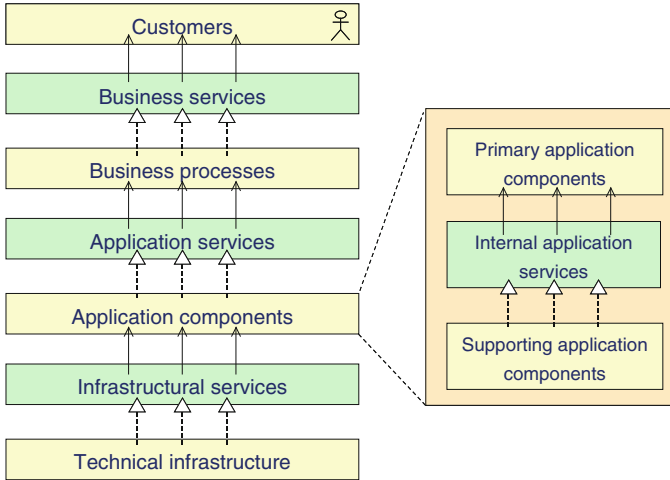 Customers
Business services
Business processes
Application services
Application components
Infrastructural services
Technical infrastructure
Primary application
components
Internal application
services
Supporting application
components